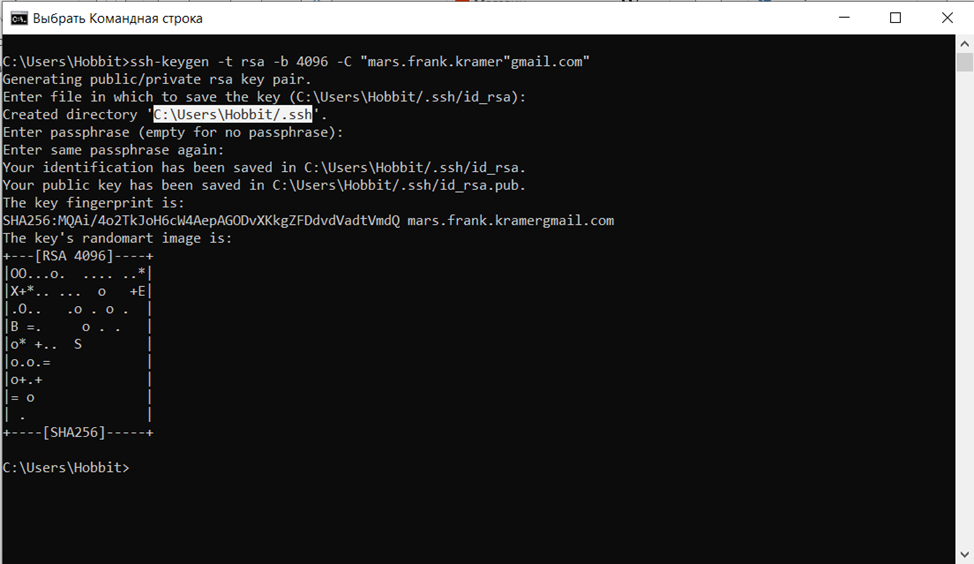 Выбрать Командная строка
C:\Users\Hobbit>ssh-keygen -t rsa -b 4096 -C "mars.frank.kramer"gmail.com"
Generating public/private rsa key pair.
Enter file in which to save the key (C:\Users\Hobbit/.ssh/id_rsa):
Created directory 'C:\Users\Hobbit/.ssh'.
Enter passphrase (empty for no passphrase):
Enter same passphrase again:
Your identification has been saved in C:\Users\Hobbit/.ssh/id_rsa.
Your public key has been saved in C:\Users\Hobbit/.ssh/id_rsa.pub.
The key fingerprint is:
SHA256:MQAi/4o2TkJoH6cW4AepAGODvXKkgZFDdvdVadtVmdQ mars.frank.kramergmail.com
The key's randomart image is:
+---[RSA 4096]----+
|OO...o.  .... ..*|
|X+*.. ...  o   +E|
|.O..   .o . o .  |
|B =.     o . .   |
|o* +..  S        |
|o.o.=            |
|o+.+             |
|= o              |
| .               |
+----[SHA256]-----+
C:\Users\Hobbit>